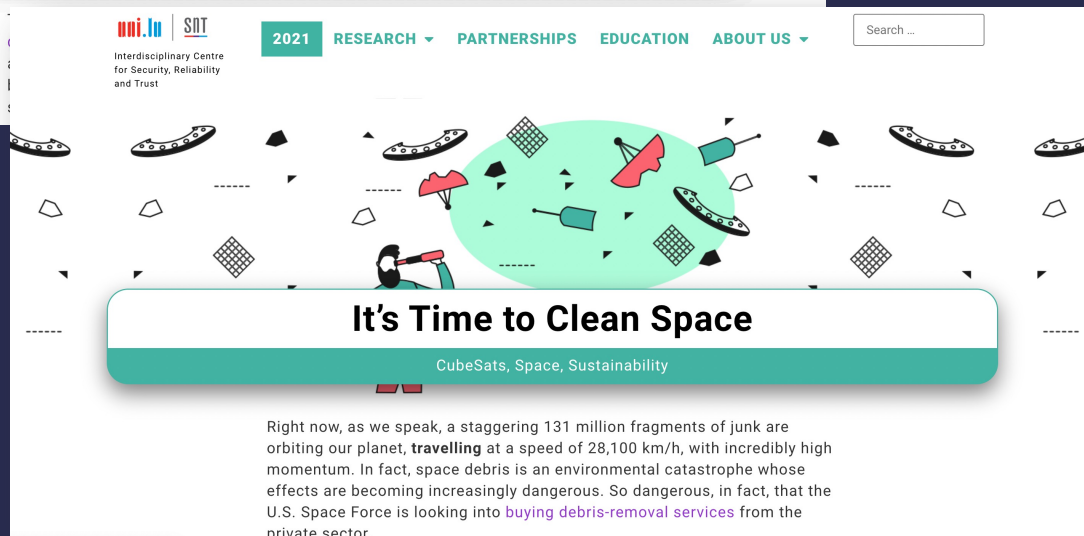 uni.lu | SNT
Interdisciplinary Centre
for Security, Reliability
and Trust
2021 RESEARCH PARTNERSHIPS EDUCATION ABOUT US
Search ...
It’s Time to Clean Space
CubeSats, Space, Sustainability
Right now, as we speak, a staggering 131 million fragments of junk are
orbiting our planet, travelling at a speed of 28,100 km/h, with incredibly high
momentum. In fact, space debris is an environmental catastrophe whose
effects are becoming increasingly dangerous. So dangerous, in fact, that the
U.S. Space Force is looking into buying debris-removal services from the
private sector.